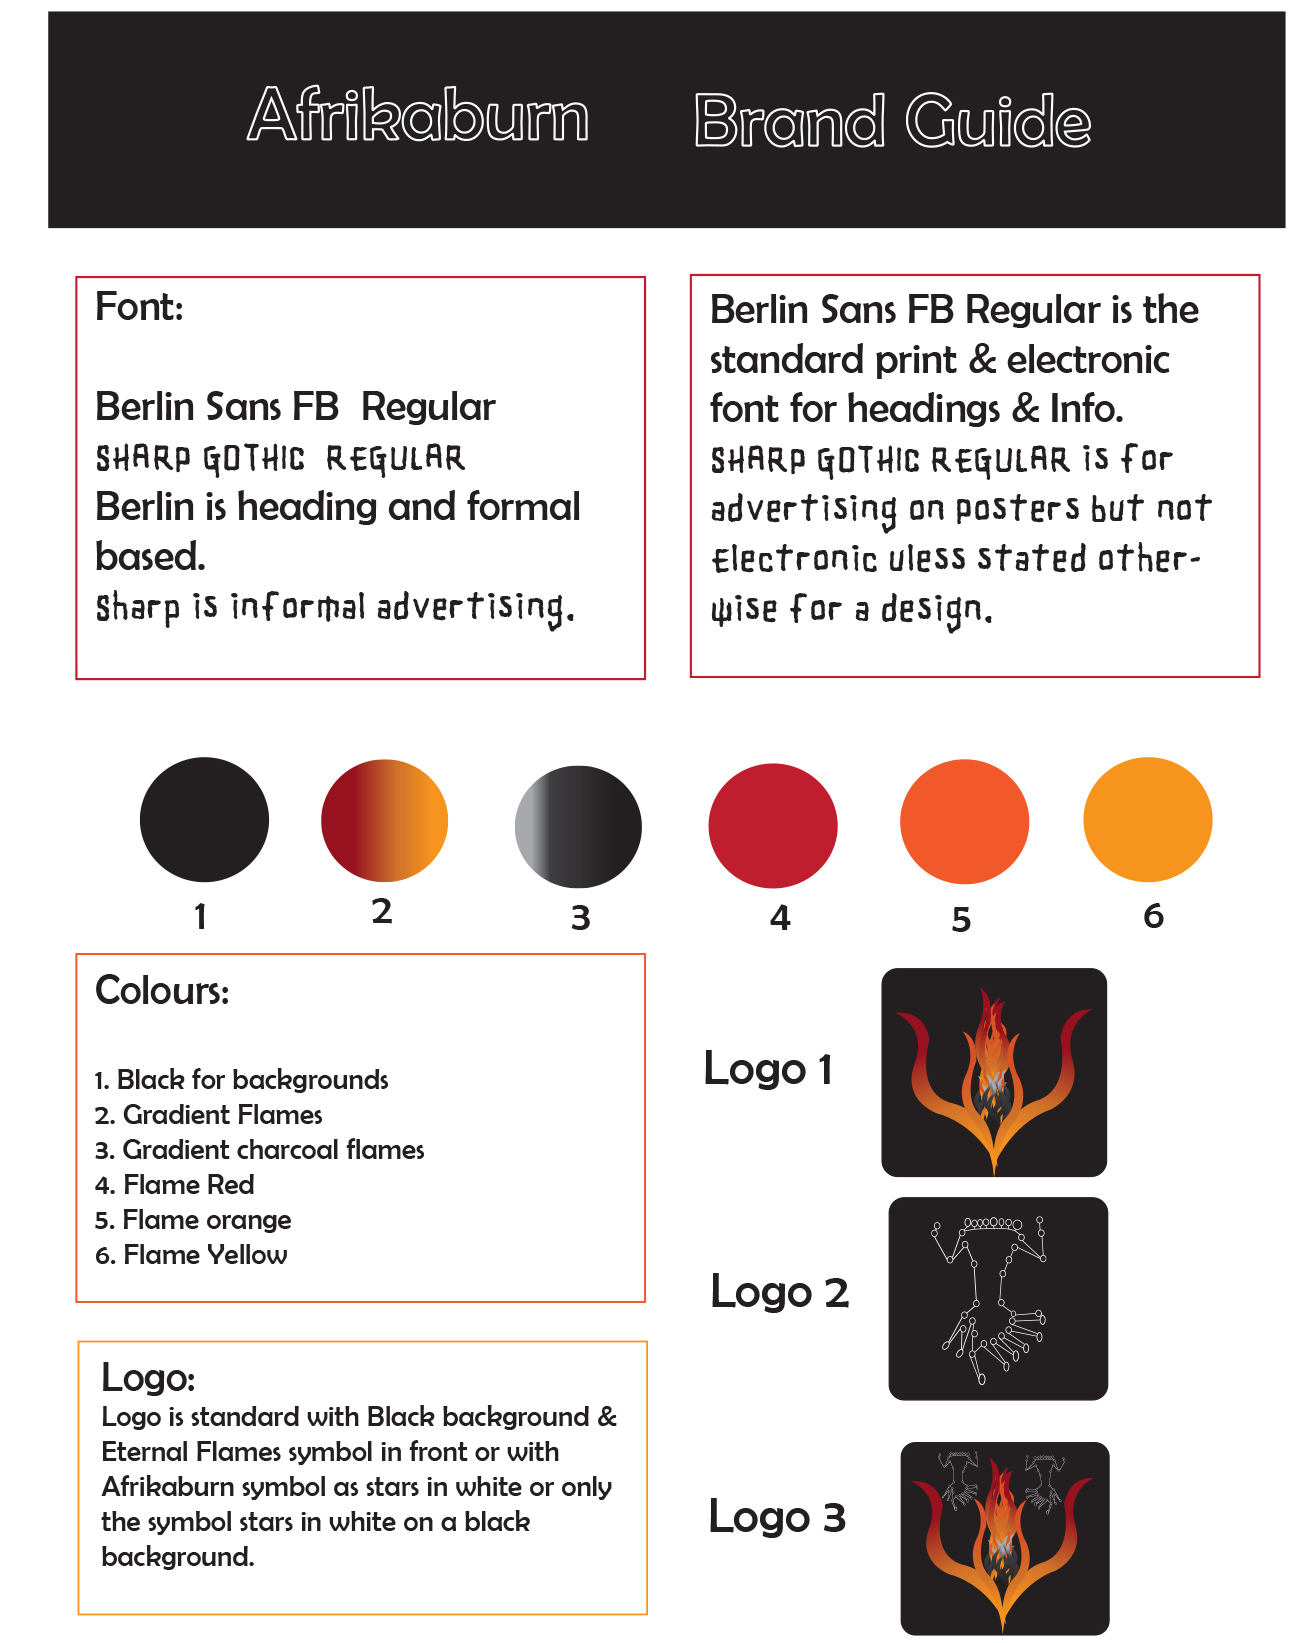 Afrikaburn Brand Guide
Font:
Berlin Sans FB Regular
SHARP GOTHIC REGULAR
Berlin is heading and formal
based.
Sharp is informal advertising.
Berlin Sans FB Regular is the
standard print & electronic
font for headings & Info.
SHARP GOTHIC REGULAR is for
advertising on posters but not
Electronic uless stated other-
wise for a design.
1
2
3
4
5
6
Colours:
1. Black for backgrounds
2. Gradient Flames
3. Gradient charcoal flames
4. Flame Red
5. Flame orange
6. Flame Yellow
Logo:
Logo is standard with Black background &
Eternal Flames symbol in front or with
Afrikaburn symbol as stars in white or only
the symbol stars in white on a black
background.
Logo 1
Logo 2
Logo 3